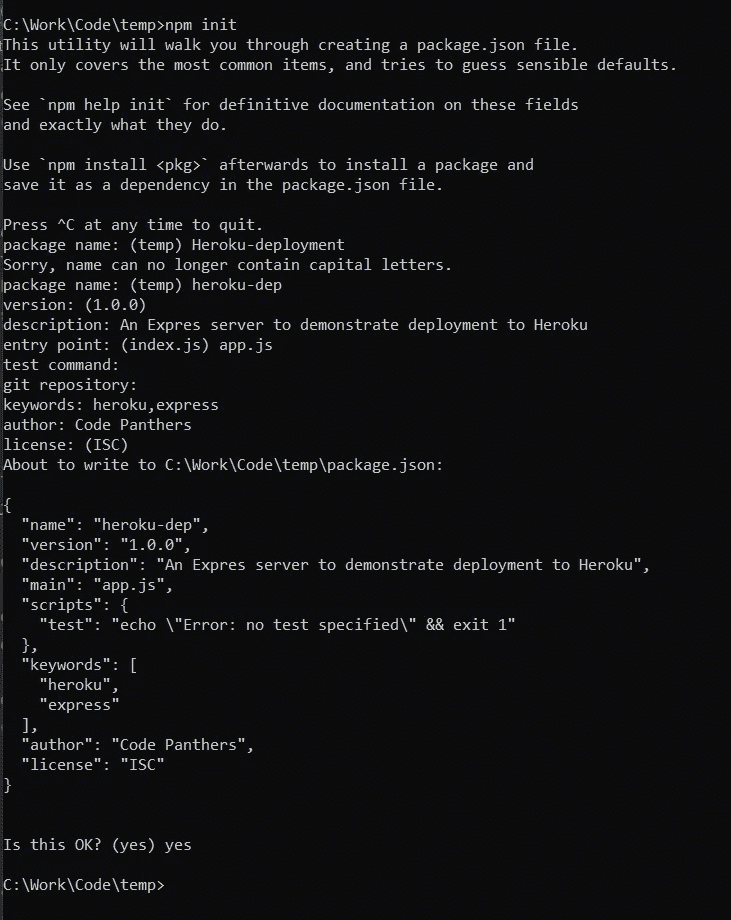 C:\Work\Code\temp>npm init
This utility will walk you through creating a package.json file.
It only covers the most common items, and tries to guess sensible defaults.
See `npm help init` for definitive documentation on these fields
and exactly what they do.
Use `npm install <pkg>` afterwards to install a package and
save it as a dependency in the package.json file.
Press ^C at any time to quit.
package name: (temp) Heroku-deployment
Sorry, name can no longer contain capital letters.
package name: (temp) heroku-dep
version: (1.0.0)
description: An Expres server to demonstrate deployment to Heroku
entry point: (index.js) app.js
test command:
git repository:
keywords: heroku,express
author: Code Panthers
license: (ISC)
About to write to C:\Work\Code\temp\package.json:
{
  "name": "heroku-dep",
  "version": "1.0.0",
  "description": "An Expres server to demonstrate deployment to Heroku",
  "main": "app.js",
  "scripts": {
    "test": "echo \"Error: no test specified\" && exit 1"
  },
  "keywords": [
    "heroku",
    "express"
  ],
  "author": "Code Panthers",
  "license": "ISC"
}
Is this OK? (yes) yes
C:\Work\Code\temp>